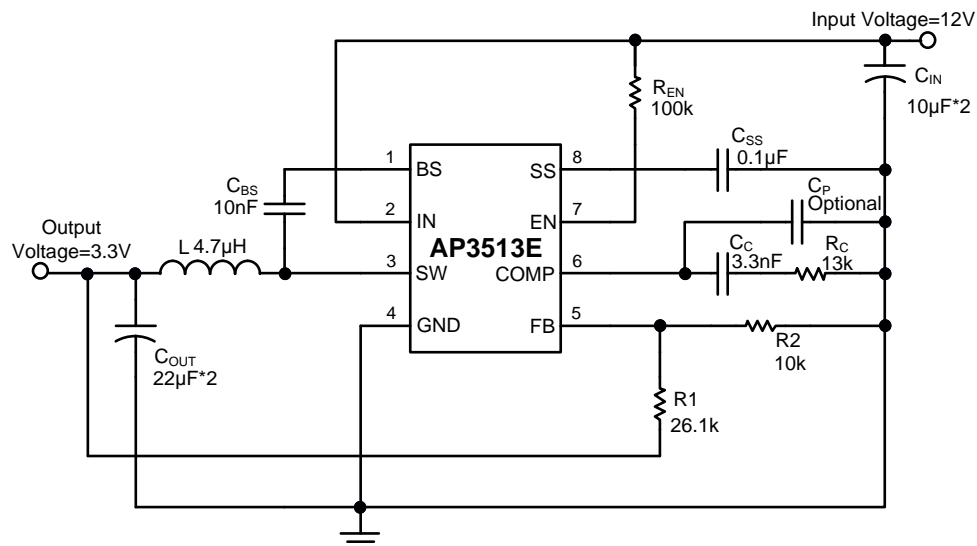 Input Voltage=12V
C_IN
10µF*2
R_EN
100k
C_SS
0.1µF
C_P
Optional
C_C
3.3nF
R_C
13k
R2
10k
R1
26.1k
1
BS
2
IN
3
SW
4
GND
AP3513E
8
SS
7
EN
6
COMP
5
FB
C_BS
10nF
Output
Voltage=3.3V
L 4.7µH
C_OUT
22µF*2